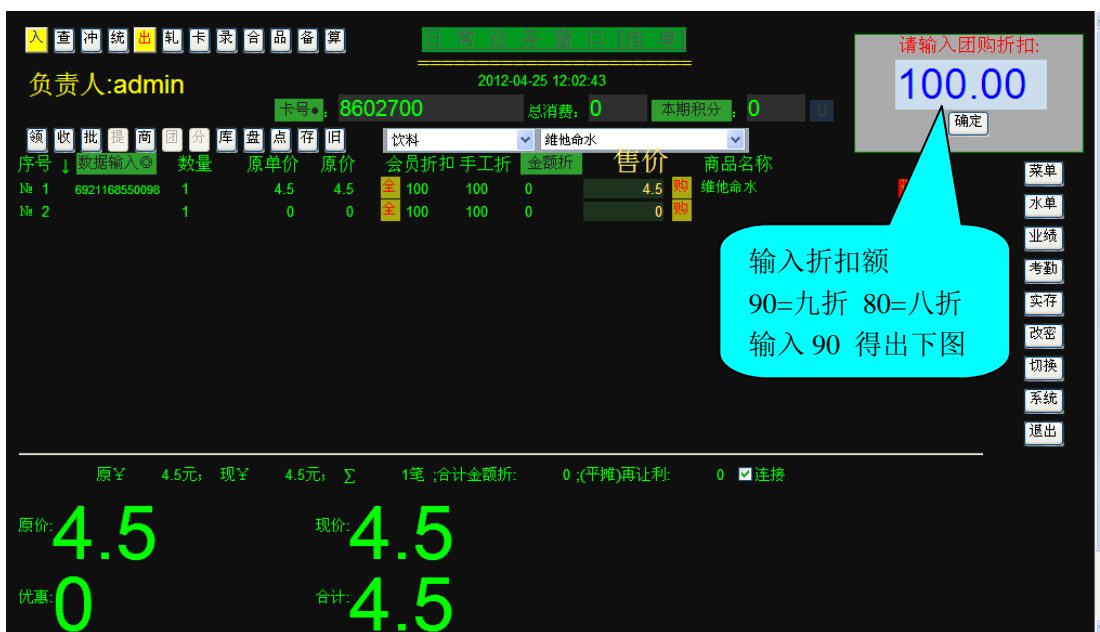 入 查 冲 统 出 轧 卡 录 合 品 备 算
日 常 业 务 窗 口 [挂 单]
请输入团购折扣:
100.00
确定
负责人:admin
2012-04-25 12:02:43
卡号●: 8602700 总消费: 0 本期积分: 0 U
领 收 批 提 商 团 分 库 盘 点 存 旧 饮料 维他命水
序号 ↓ 数据输入◎ 数量 原单价 原价 会员折扣 手工折 金额折 售价 商品名称
№ 1 6921168550098 1 4.5 4.5 全 100 100 0 4.5 购 维他命水
№ 2 1 0 0 全 100 100 0 0 购
菜单
水单
业绩
考勤
实存
改密
切换
系统
退出
输入折扣额
90=九折 80=八折
输入 90 得出下图
原¥ 4.5元; 现¥ 4.5元; ∑ 1笔 ;合计金额折: 0 ;(平摊)再让利: 0 连接
原价: 4.5 现价: 4.5
优惠: 0 合计: 4.5